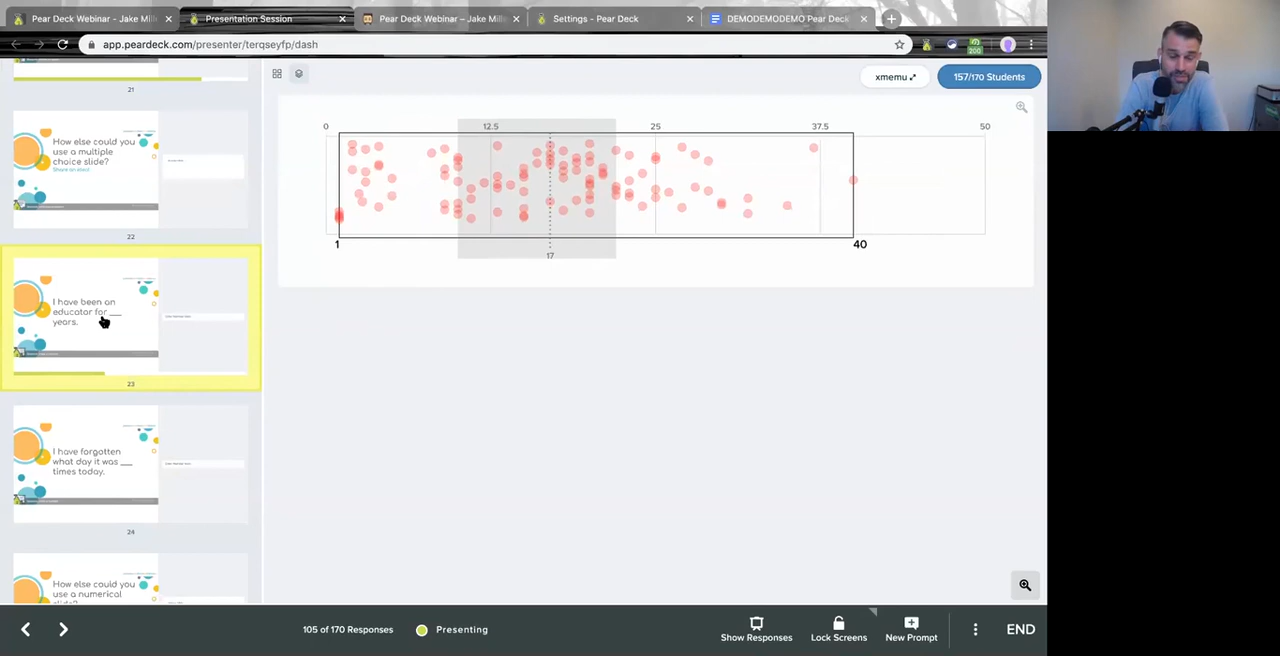 Pear Deck Webinar - Jake Mill
Presentation Session
Pear Deck Webinar – Jake Mill
Settings - Pear Deck
DEMODEMODEMO Pear Deck
app.peardeck.com/presenter/terqseyfp/dash
200
21
How else could you
use a multiple
choice slide?
22
I have been an
educator for ___
years.
23
I have forgotten
what day it was ___
times today.
24
How else could you
use a numerical
slide?
xmemu
157/170 Students
0
12.5
25
37.5
50
1
40
17
105 of 170 Responses
Presenting
Show Responses
Lock Screens
New Prompt
END